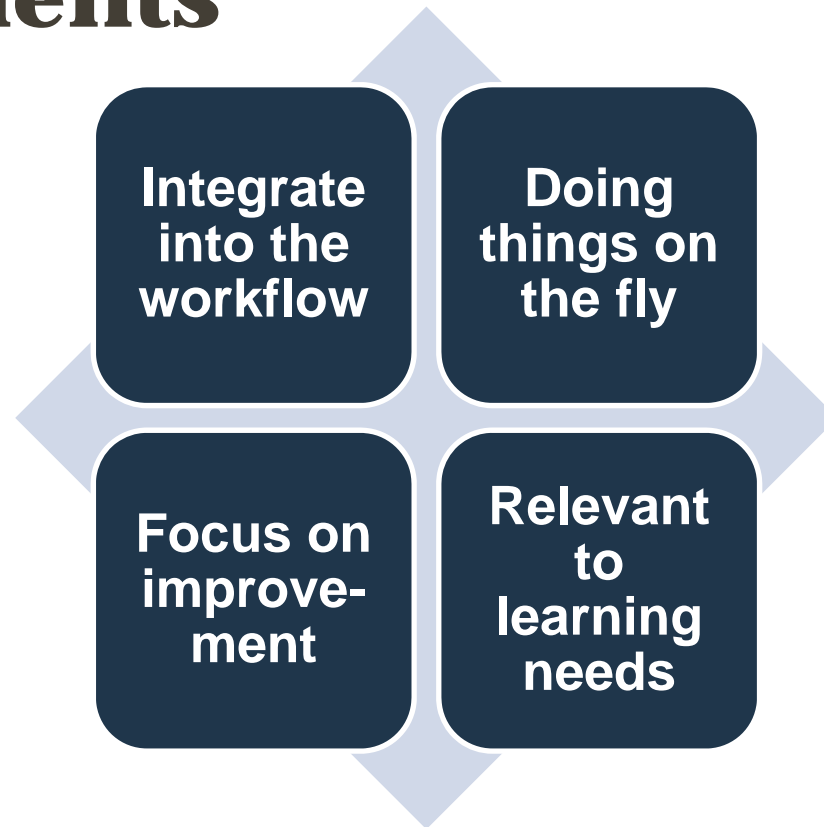 Integrate
into the
workflow
Doing
things on
the fly
Focus on
improve-
ment
Relevant
to
learning
needs